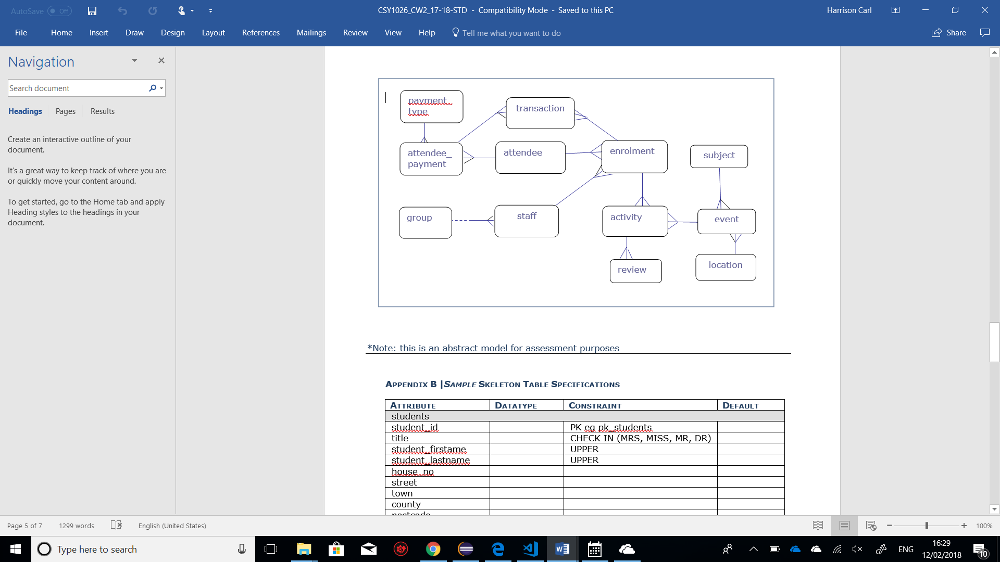 AutoSave Off
CSY1026_CW2_17-18-STD - Compatibility Mode - Saved to this PC
Harrison Carl
File Home Insert Draw Design Layout References Mailings Review View Help Tell me what you want to do
Share
Navigation
Search document
Headings Pages Results
Create an interactive outline of your
document.
It's a great way to keep track of where you are
or quickly move your content around.
To get started, go to the Home tab and apply
Heading styles to the headings in your
document.
payment_
type
transaction
attendee_
payment
attendee
enrolment
subject
group
staff
activity
event
review
location
*Note: this is an abstract model for assessment purposes
APPENDIX B |SAMPLE SKELETON TABLE SPECIFICATIONS
ATTRIBUTE DATATYPE CONSTRAINT DEFAULT
students
student_id PK eg pk_students
title CHECK IN (MRS, MISS, MR, DR)
student_firstame UPPER
student_lastname UPPER
house_no
street
town
county
postcode
Page 5 of 7 1299 words English (United States)
100%
Type here to search
ENG
16:29
12/02/2018
10